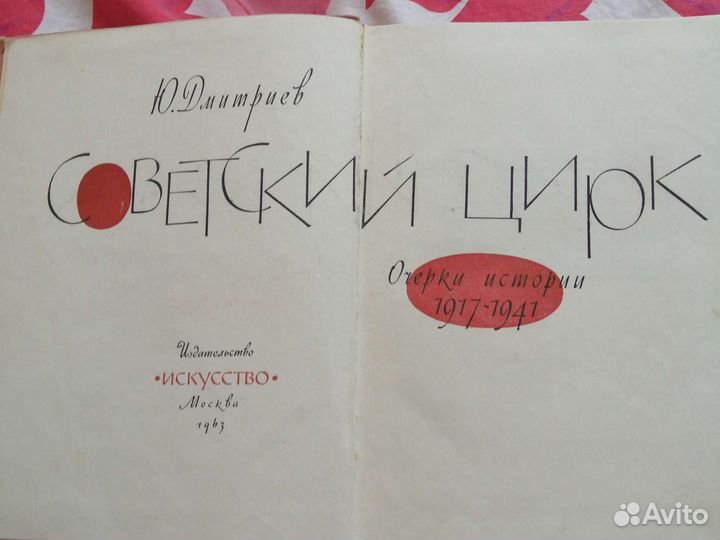 Ю. Дмитриев
СОВЕТСКИЙ ЦИРК
Очерки истории
1917-1941
Издательство
•ИСКУССТВО•
Москва
1963
Avito